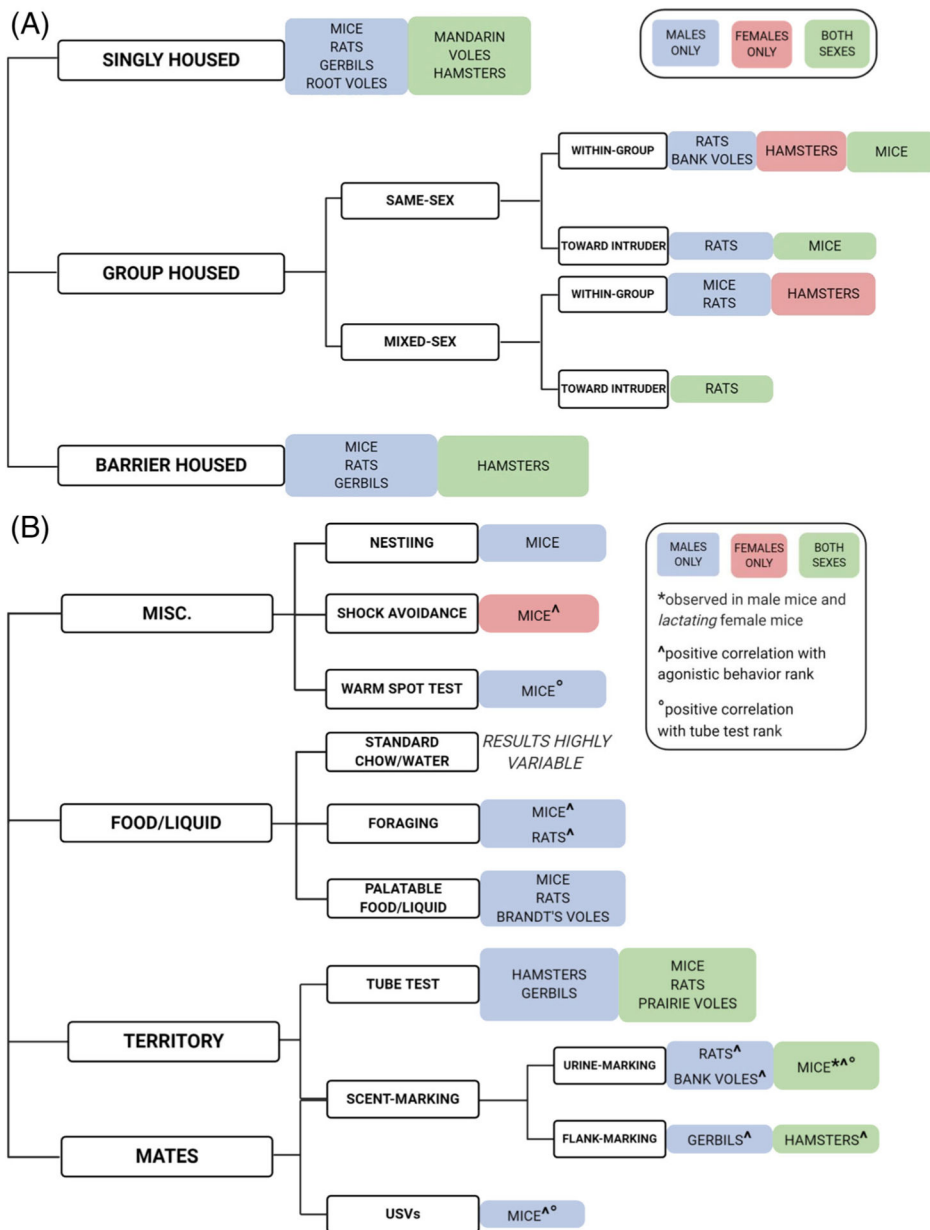 (A)
SINGLY HOUSED
MICE
RATS
GERBILS
ROOT VOLES
MANDARIN
VOLES
HAMSTERS
MALES
ONLY
FEMALES
ONLY
BOTH
SEXES
GROUP HOUSED
SAME-SEX
WITHIN-GROUP
RATS
BANK VOLES
HAMSTERS
MICE
TOWARD INTRUDER
RATS
MICE
MIXED-SEX
WITHIN-GROUP
MICE
RATS
HAMSTERS
TOWARD INTRUDER
RATS
BARRIER HOUSED
MICE
RATS
GERBILS
HAMSTERS
(B)
MISC.
NESTIING
MICE
SHOCK AVOIDANCE
MICE^
WARM SPOT TEST
MICE°
MALES
ONLY
FEMALES
ONLY
BOTH
SEXES
*observed in male mice and
lactating female mice
^positive correlation with
agonistic behavior rank
°positive correlation
with tube test rank
FOOD/LIQUID
STANDARD
CHOW/WATER
RESULTS HIGHLY
VARIABLE
FORAGING
MICE^
RATS^
PALATABLE
FOOD/LIQUID
MICE
RATS
BRANDT'S VOLES
TERRITORY
TUBE TEST
HAMSTERS
GERBILS
MICE
RATS
PRAIRIE VOLES
SCENT-MARKING
URINE-MARKING
RATS^
BANK VOLES^
MICE*^°
FLANK-MARKING
GERBILS^
HAMSTERS^
MATES
USVs
MICE^°